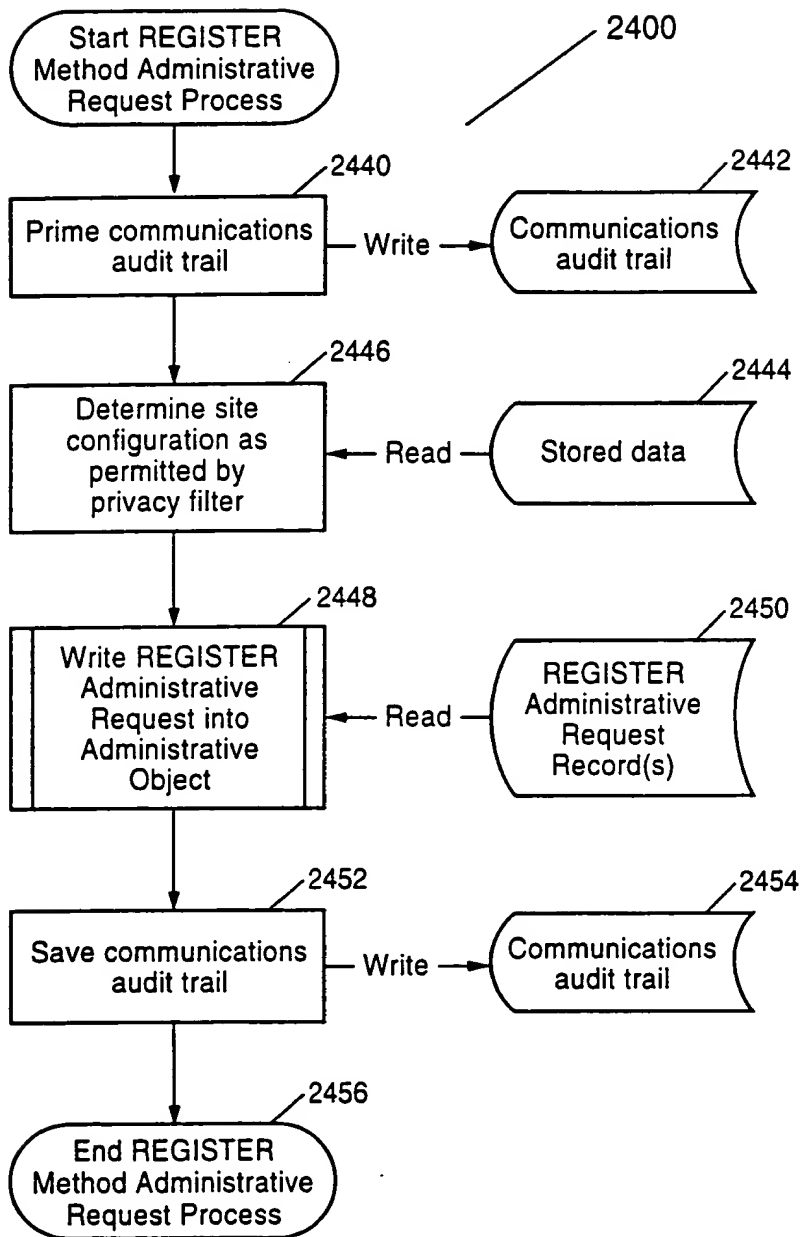 Start REGISTER
Method Administrative
Request Process
2400
2440
Prime communications
audit trail
Write
2442
Communications
audit trail
2446
Determine site
configuration as
permitted by
privacy filter
Read
2444
Stored data
2448
Write REGISTER
Administrative
Request into
Administrative
Object
Read
2450
REGISTER
Administrative
Request
Record(s)
2452
Save communications
audit trail
Write
2454
Communications
audit trail
2456
End REGISTER
Method Administrative
Request Process